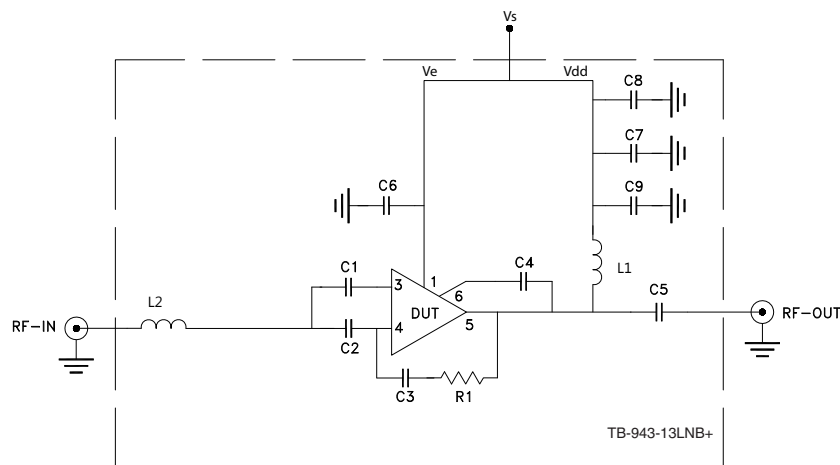 Vs
Ve
Vdd
C8
C7
C6
C9
C1
3
1
C4
6
L1
L2
C5
RF-IN
C2
4
DUT
5
RF-OUT
C3
R1
TB-943-13LNB+